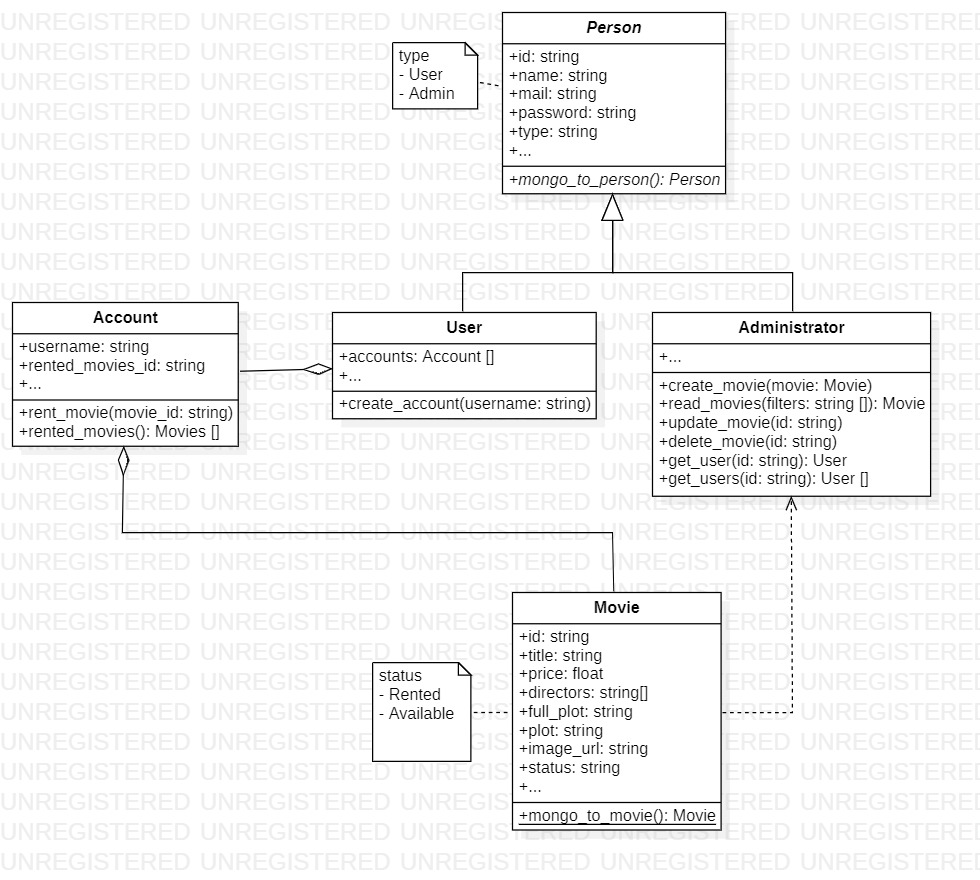 Person
+id: string
+name: string
+mail: string
+password: string
+type: string
+...
+mongo_to_person(): Person
type
- User
- Admin
Account
+username: string
+rented_movies_id: string
+...
+rent_movie(movie_id: string)
+rented_movies(): Movies []
User
+accounts: Account []
+...
+create_account(username: string)
Administrator
+...
+create_movie(movie: Movie)
+read_movies(filters: string []): Movie
+update_movie(id: string)
+delete_movie(id: string)
+get_user(id: string): User
+get_users(id: string): User []
Movie
+id: string
+title: string
+price: float
+directors: string[]
+full_plot: string
+plot: string
+image_url: string
+status: string
+...
+mongo_to_movie(): Movie
status
- Rented
- Available
UNREGISTERED UNREGISTERED UNREGISTERED UNREGISTERED UNREGISTERED